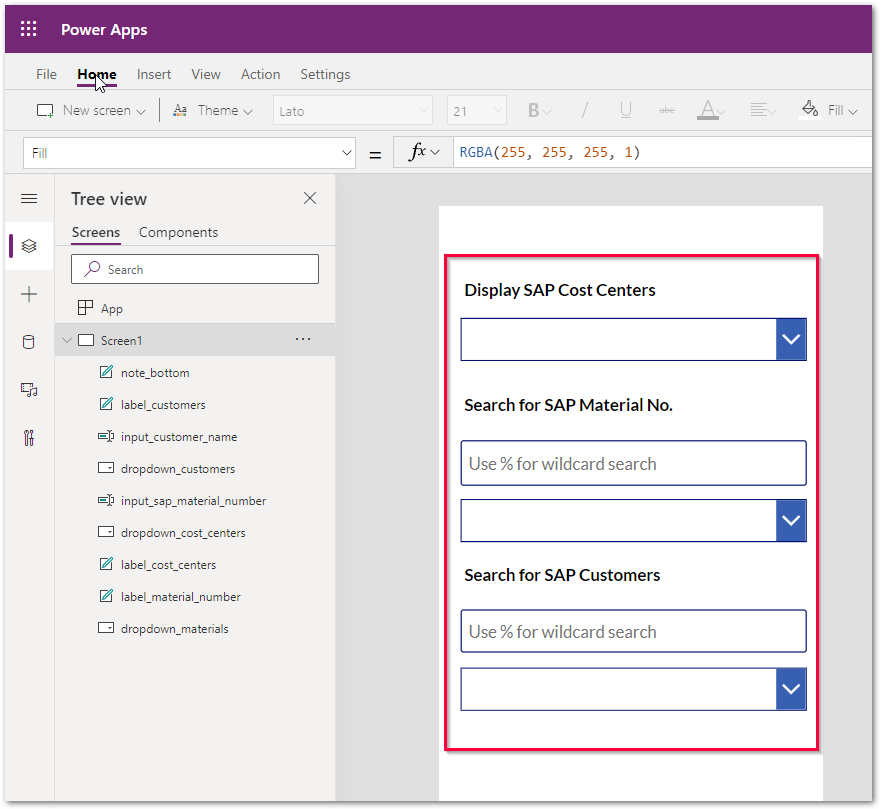 Power Apps
File Home Insert View Action Settings
New screen Aa Theme Lato 21 B I U abc A Fill
Fill = fx RGBA(255, 255, 255, 1)
Tree view
Screens Components
Search
App
Screen1 ...
note_bottom
label_customers
input_customer_name
dropdown_customers
input_sap_material_number
dropdown_cost_centers
label_cost_centers
label_material_number
dropdown_materials
Display SAP Cost Centers
Search for SAP Material No.
Use % for wildcard search
Search for SAP Customers
Use % for wildcard search